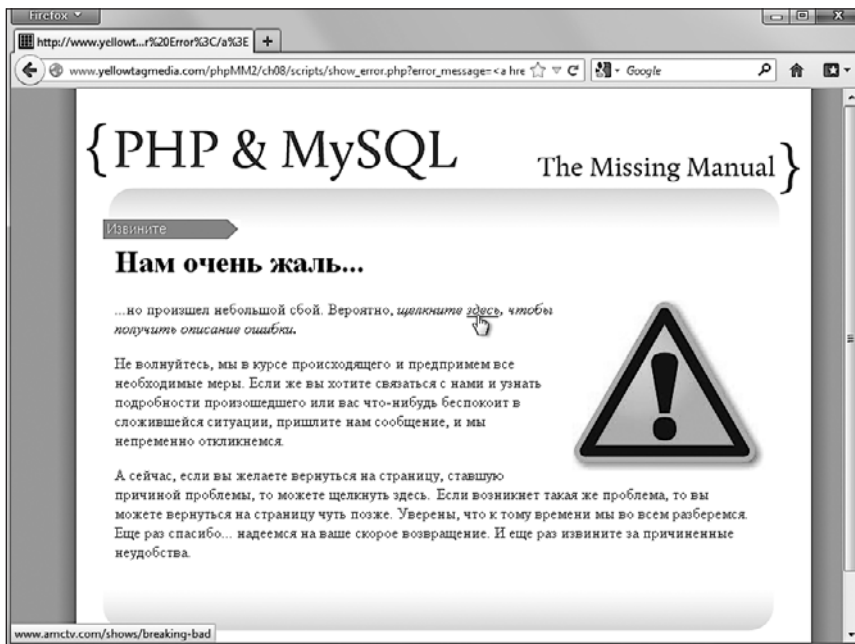 Firefox
http://www.yellowt...r%20Error%3C/a%3E
+
www.yellowtagmedia.com/phpMM2/ch08/scripts/show_error.php?error_message=<a hre
Google
{PHP & MySQL
The Missing Manual}
Извините
Нам очень жаль...
...но произшел небольшой сбой. Вероятно, щелкните здесь, чтобы
получить описание ошибки.
Не волнуйтесь, мы в курсе происходящего и предпримем все
необходимые меры. Если же вы хотите связаться с нами и узнать
подробности произошедшего или вас что-нибудь беспокоит в
сложившейся ситуации, пришлите нам сообщение, и мы
непременно откликнемся.
А сейчас, если вы желаете вернуться на страницу, ставшую
причиной проблемы, то можете щелкнуть здесь. Если возникнет такая же проблема, то вы
можете вернуться на страницу чуть позже. Уверены, что к тому времени мы во всем разберемся.
Еще раз спасибо... надеемся на ваше скорое возвращение. И еще раз извините за причиненные
неудобства.
www.amctv.com/shows/breaking-bad